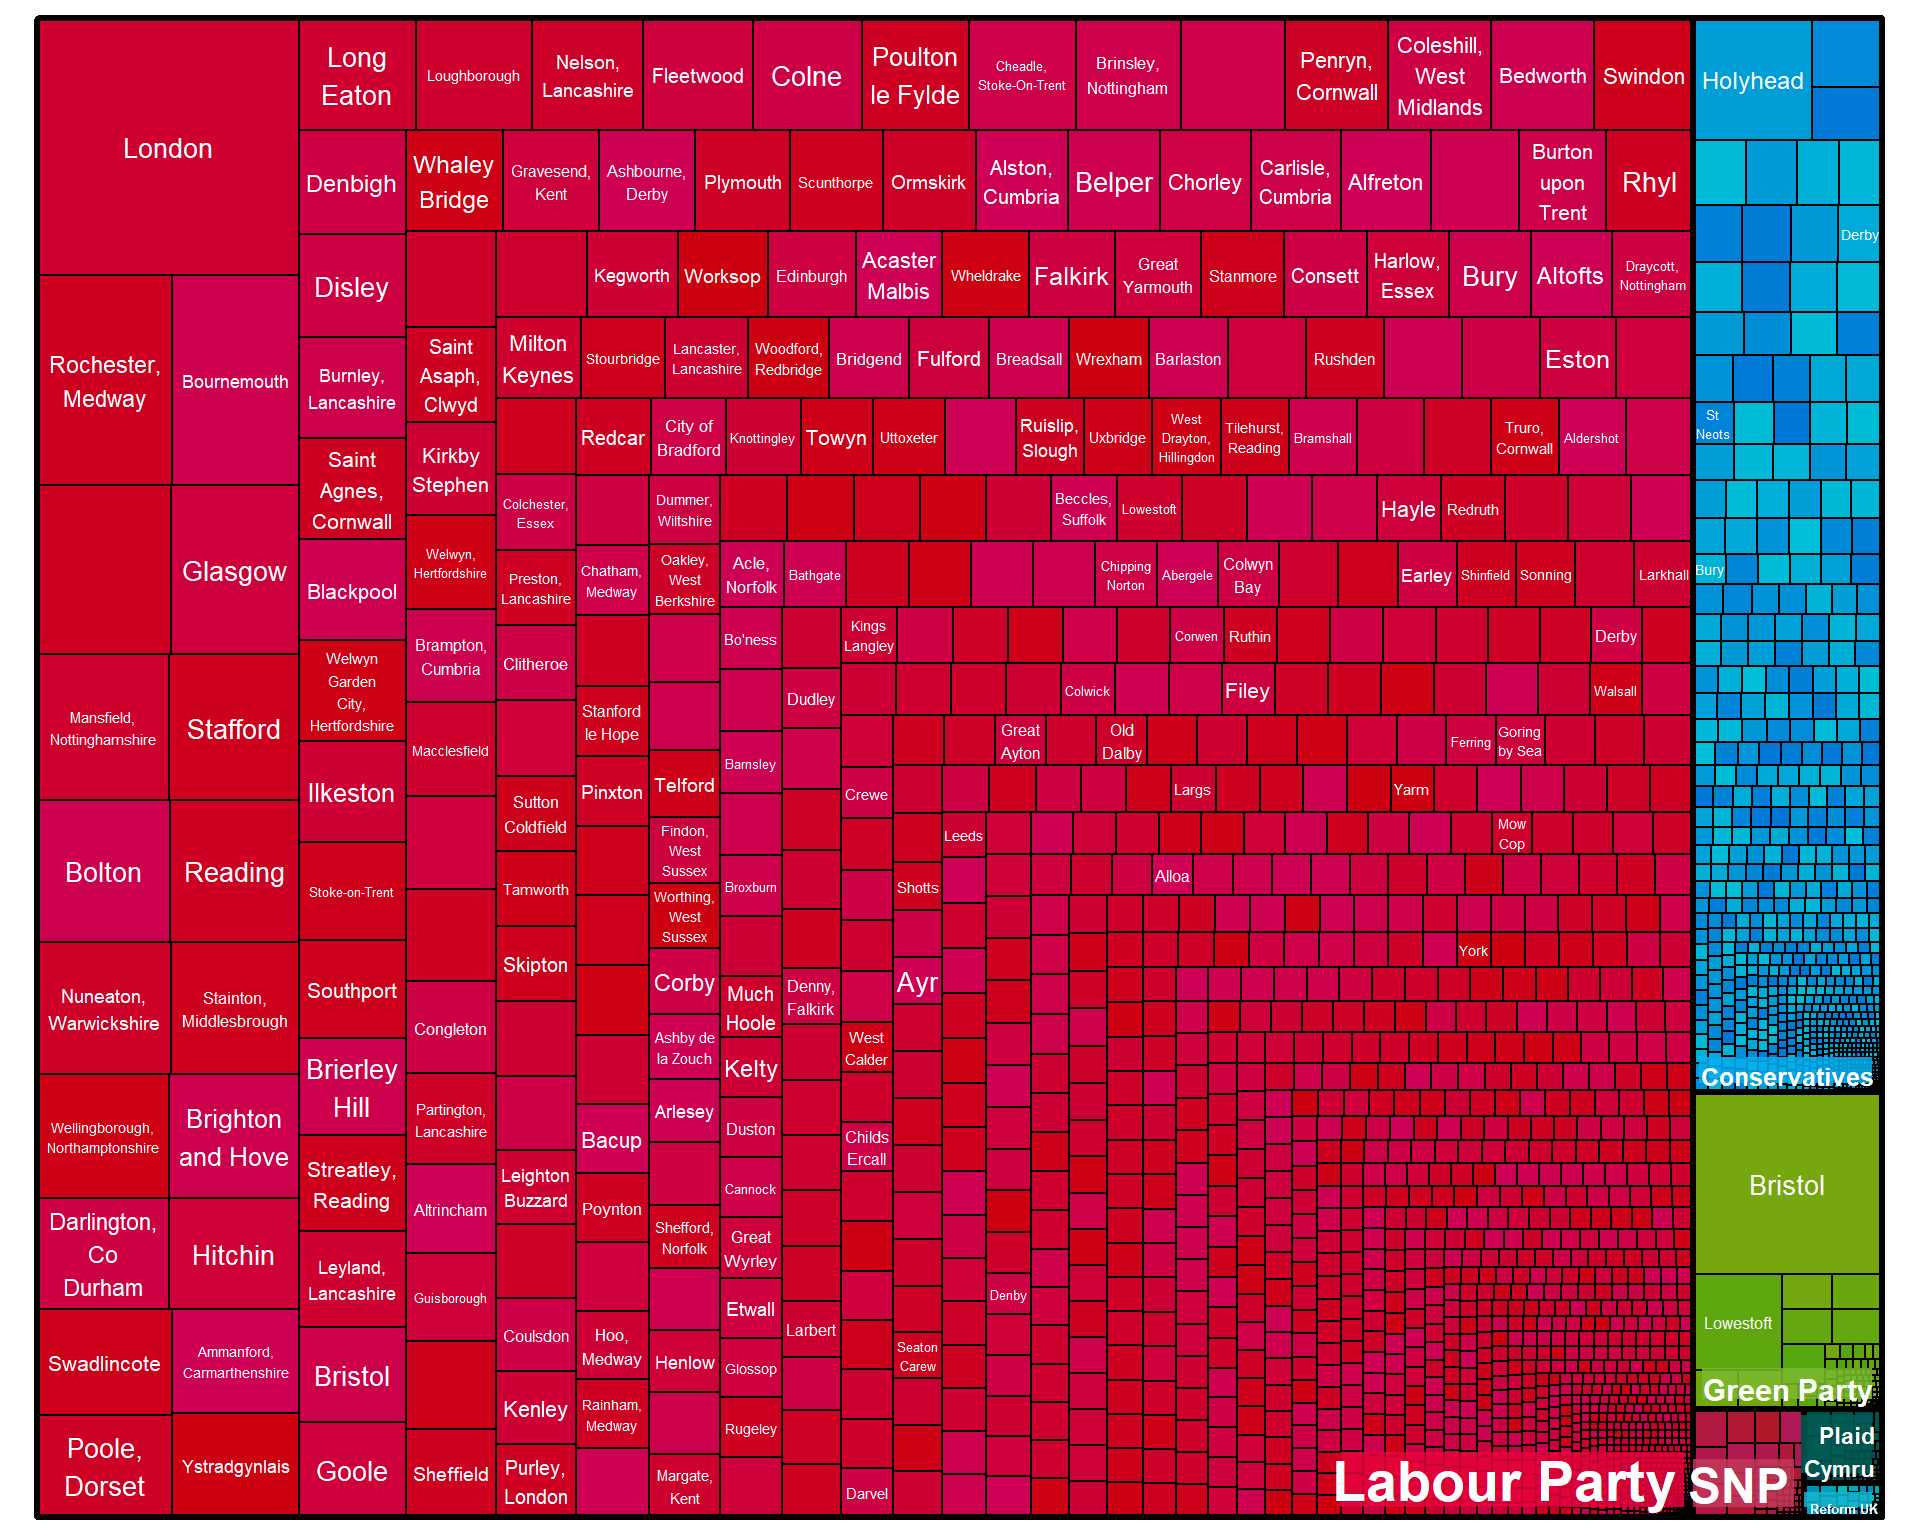 London
Rochester,
Medway
Bournemouth
Glasgow
Mansfield,
Nottinghamshire
Stafford
Bolton
Reading
Nuneaton,
Warwickshire
Stainton,
Middlesbrough
Wellingborough,
Northamptonshire
Brighton
and Hove
Darlington,
Co
Durham
Hitchin
Swadlincote
Ammanford,
Carmarthenshire
Poole,
Dorset
Ystradgynlais
Long
Eaton
Loughborough
Nelson,
Lancashire
Fleetwood
Colne
Poulton
le Fylde
Cheadle,
Stoke-On-Trent
Brinsley,
Nottingham
Penryn,
Cornwall
Coleshill,
West
Midlands
Bedworth
Swindon
Denbigh
Disley
Burnley,
Lancashire
Saint
Agnes,
Cornwall
Blackpool
Welwyn
Garden
City,
Hertfordshire
Ilkeston
Stoke-on-Trent
Southport
Brierley
Hill
Streatley,
Reading
Leyland,
Lancashire
Bristol
Goole
Whaley
Bridge
Gravesend,
Kent
Ashbourne,
Derby
Plymouth
Scunthorpe
Ormskirk
Alston,
Cumbria
Belper
Chorley
Carlisle,
Cumbria
Alfreton
Burton
upon
Trent
Rhyl
Saint
Asaph,
Clwyd
Kirkby
Stephen
Welwyn,
Hertfordshire
Brampton,
Cumbria
Macclesfield
Congleton
Partington,
Lancashire
Altrincham
Guisborough
Sheffield
Kegworth
Worksop
Edinburgh
Acaster
Malbis
Wheldrake
Falkirk
Great
Yarmouth
Stanmore
Consett
Harlow,
Essex
Bury
Altofts
Draycott,
Nottingham
Milton
Keynes
Stourbridge
Lancaster,
Lancashire
Woodford,
Redbridge
Bridgend
Fulford
Breadsall
Wrexham
Barlaston
Rushden
Eston
Colchester,
Essex
Preston,
Lancashire
Clitheroe
Sutton
Coldfield
Tamworth
Skipton
Leighton
Buzzard
Coulsdon
Kenley
Purley,
London
Redcar
City of
Bradford
Knottingley
Towyn
Uttoxeter
Ruislip,
Slough
Uxbridge
West
Drayton,
Hillingdon
Tilehurst,
Reading
Bramshall
Truro,
Cornwall
Aldershot
Chatham,
Medway
Stanford
le Hope
Pinxton
Bacup
Poynton
Hoo,
Medway
Rainham,
Medway
Dummer,
Wiltshire
Oakley,
West
Berkshire
Telford
Findon,
West
Sussex
Worthing,
West
Sussex
Corby
Ashby de
la Zouch
Arlesey
Shefford,
Norfolk
Henlow
Margate,
Kent
Beccles,
Suffolk
Lowestoft
Hayle
Redruth
Acle,
Norfolk
Bathgate
Chipping
Norton
Abergele
Colwyn
Bay
Earley
Shinfield
Sonning
Larkhall
Bo'ness
Barnsley
Broxburn
Much
Hoole
Kelty
Duston
Cannock
Great
Wyrley
Etwall
Glossop
Rugeley
Dudley
Denny,
Falkirk
Larbert
Kings
Langley
Corwen
Ruthin
Derby
Colwick
Filey
Walsall
Crewe
West
Calder
Childs
Ercall
Darvel
Great
Ayton
Old
Dalby
Ferring
Goring
by Sea
Shotts
Ayr
Seaton
Carew
Largs
Yarm
Leeds
Mow
Cop
Alloa
York
Denby
Labour Party
Holyhead
Derby
St
Neots
Bury
Conservatives
Bristol
Lowestoft
Green Party
SNP
Plaid
Cymru
Reform UK